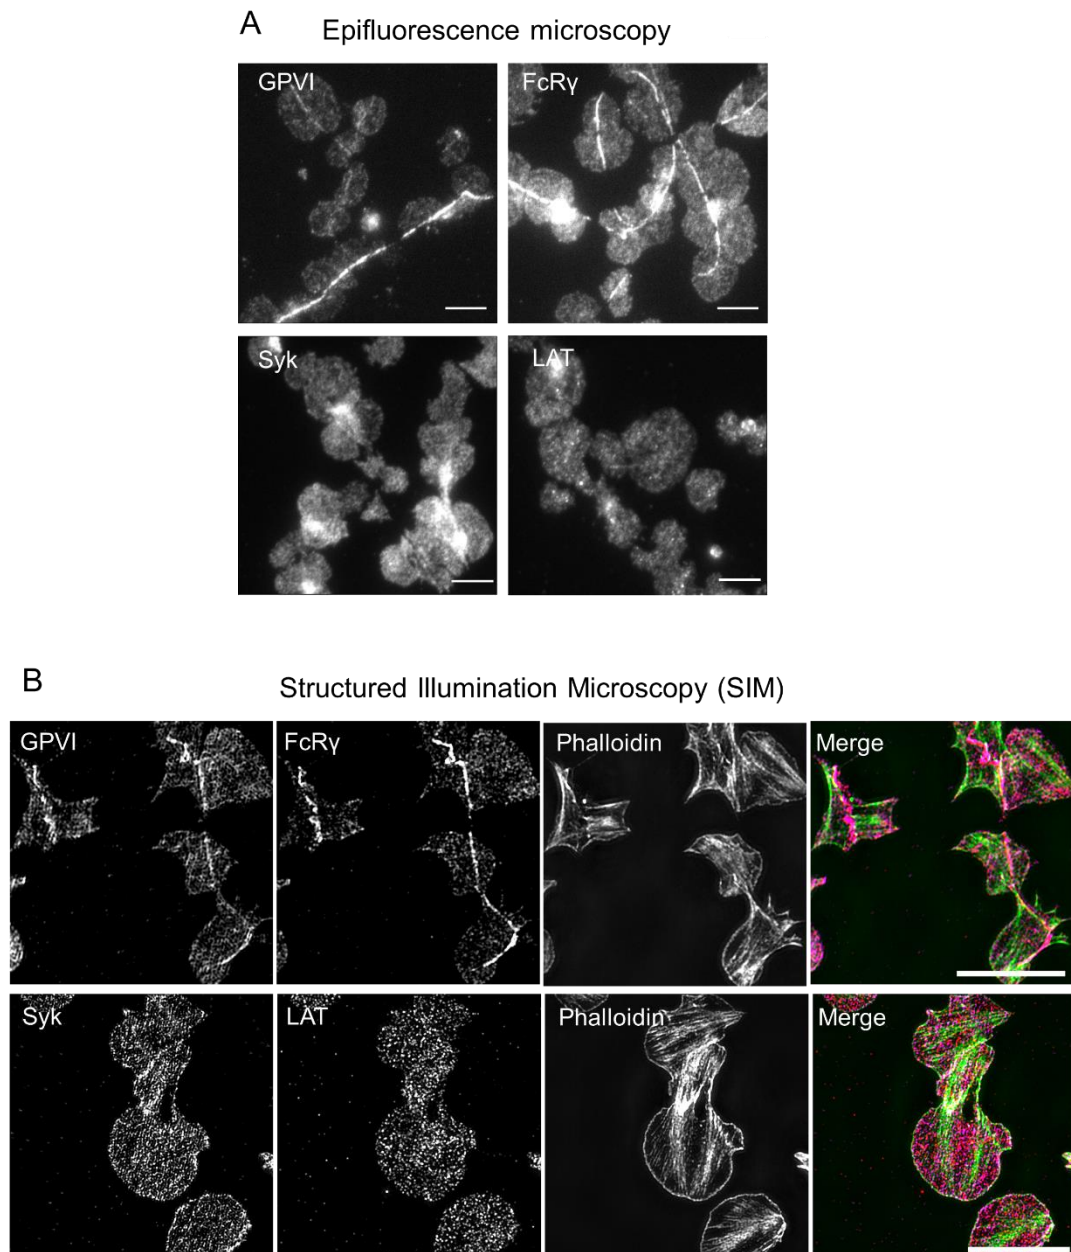 A
Epifluorescence microscopy
GPVI
FcRγ
Syk
LAT
B
Structured Illumination Microscopy (SIM)
GPVI
FcRγ
Phalloidin
Merge
Syk
LAT
Phalloidin
Merge